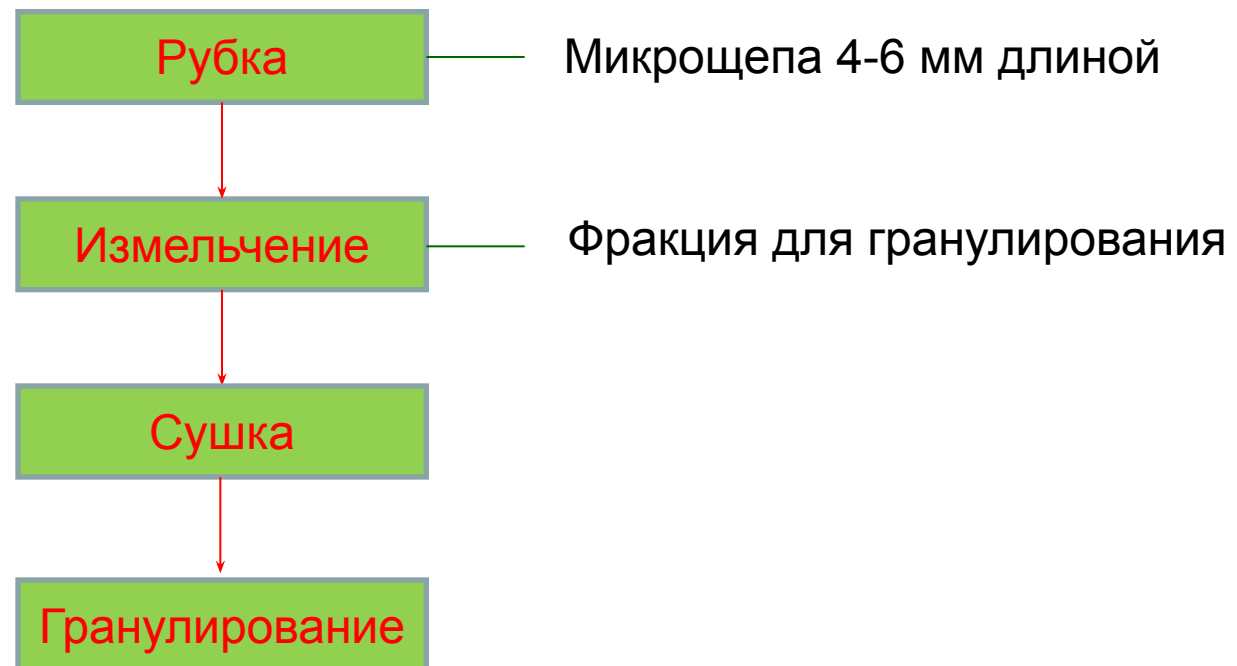 Рубка
Микрощепа 4-6 мм длиной
Измельчение
Фракция для гранулирования
Сушка
Гранулирование